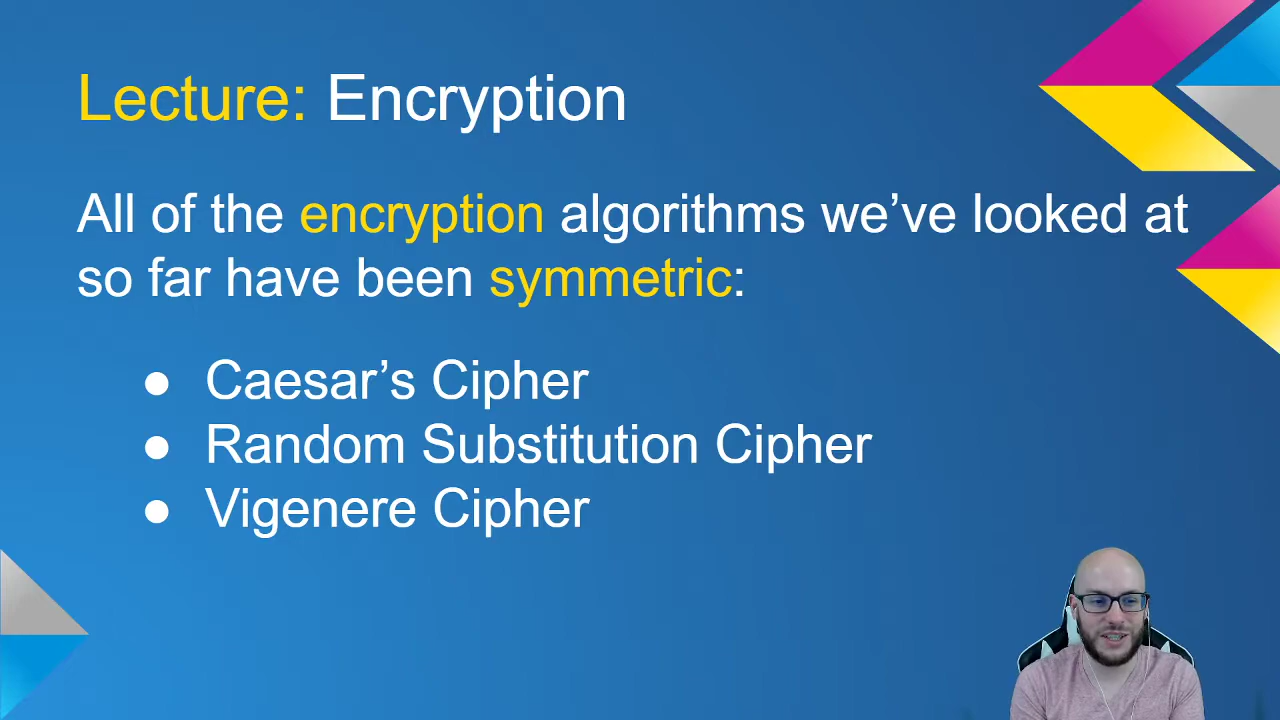 Lecture: Encryption
All of the encryption algorithms we’ve looked at
so far have been symmetric:
● Caesar’s Cipher
● Random Substitution Cipher
● Vigenere Cipher